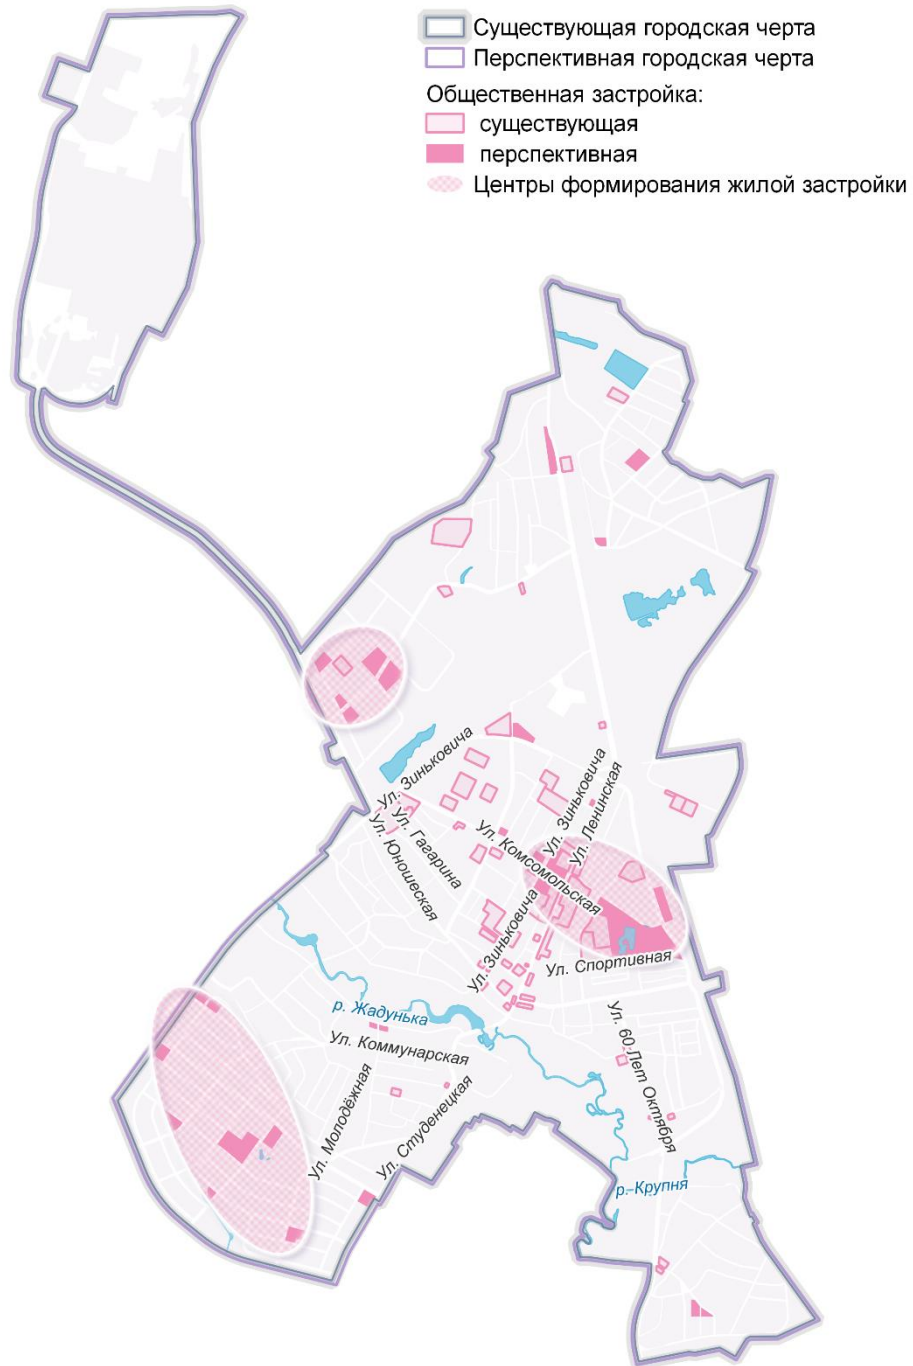 Существующая городская черта
Перспективная городская черта
Общественная застройка:
существующая
перспективная
Центры формирования жилой застройки
Ул. Зиньковича
Ул. Зиньковича
Ул. Ленинская
Ул. Гагарина
Ул. Юношеская
Ул. Комсомольская
Ул. Зиньковича
Ул. Спортивная
р. Жадунька
Ул. Коммунарская
Ул. 60-Лет Октября
Ул. Молодёжная
Ул. Студенецкая
р. Крупня